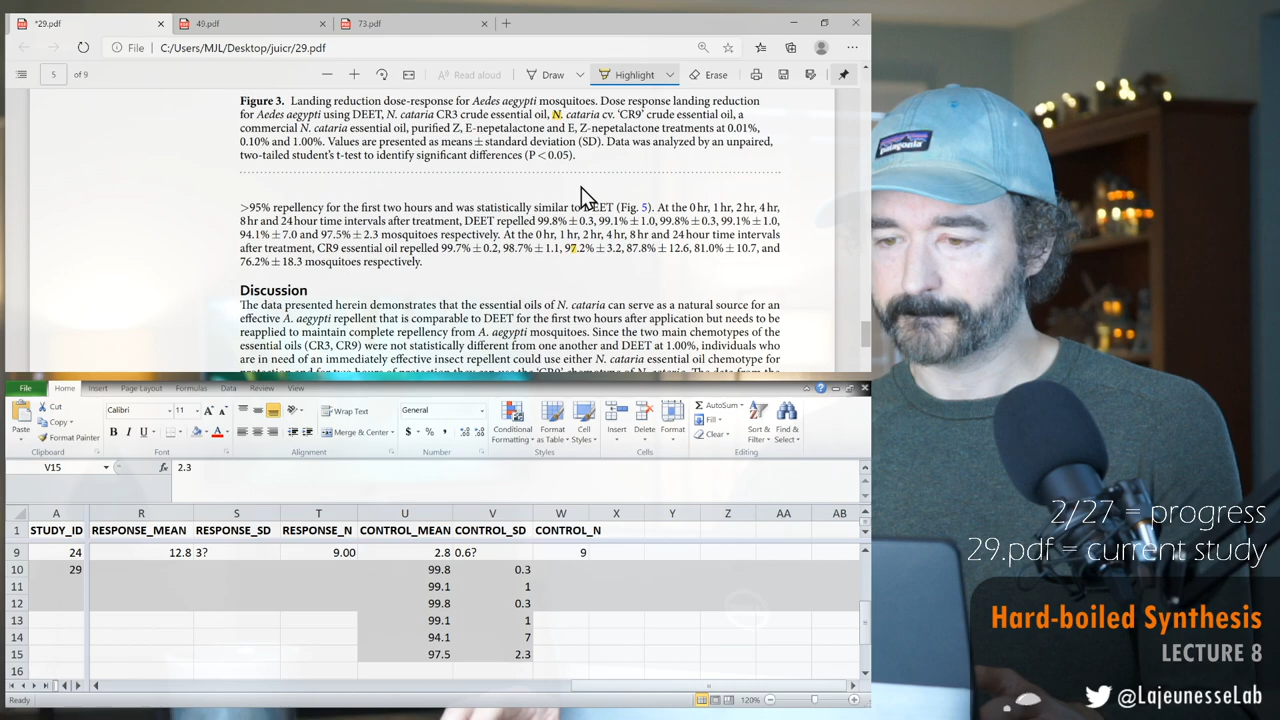 *29.pdf
49.pdf
73.pdf
File C:/Users/MJL/Desktop/juicr/29.pdf
5 of 9
Read aloud
Draw
Highlight
Erase
Figure 3. Landing reduction dose-response for Aedes aegypti mosquitoes. Dose response landing reduction
for Aedes aegypti using DEET, N. cataria CR3 crude essential oil, N. cataria cv. 'CR9' crude essential oil, a
commercial N. cataria essential oil, purified Z, E-nepetalactone and E, Z-nepetalactone treatments at 0.01%,
0.10% and 1.00%. Values are presented as means ± standard deviation (SD). Data was analyzed by an unpaired,
two-tailed student's t-test to identify significant differences (P < 0.05).
>95% repellency for the first two hours and was statistically similar to DEET (Fig. 5). At the 0 hr, 1 hr, 2 hr, 4 hr,
8 hr and 24 hour time intervals after treatment, DEET repelled 99.8% ± 0.3, 99.1% ± 1.0, 99.8% ± 0.3, 99.1% ± 1.0,
94.1% ± 7.0 and 97.5% ± 2.3 mosquitoes respectively. At the 0 hr, 1 hr, 2 hr, 4 hr, 8 hr and 24 hour time intervals
after treatment, CR9 essential oil repelled 99.7% ± 0.2, 98.7% ± 1.1, 97.2% ± 3.2, 87.8% ± 12.6, 81.0% ± 10.7, and
76.2% ± 18.3 mosquitoes respectively.
Discussion
The data presented herein demonstrates that the essential oils of N. cataria can serve as a natural source for an
effective A. aegypti repellent that is comparable to DEET for the first two hours after application but needs to be
reapplied to maintain complete repellency from A. aegypti mosquitoes. Since the two main chemotypes of the
essential oils (CR3, CR9) were not statistically different from one another and DEET at 1.00%, individuals who
are in need of an immediately effective insect repellent could use either N. cataria essential oil chemotype for
File Home Insert Page Layout Formulas Data Review View
Paste
Cut
Copy
Format Painter
Clipboard
Calibri 11
B I U
Font
Wrap Text
Merge & Center
Alignment
General
$ % ,
Number
Conditional Formatting
Format as Table
Cell Styles
Styles
Insert
Delete
Format
Cells
Σ AutoSum
Fill
Clear
Sort & Filter
Find & Select
Editing
V15 fx 2.3
A R S T U V W X Y Z AA AB
1 STUDY_ID RESPONSE_MEAN RESPONSE_SD RESPONSE_N CONTROL_MEAN CONTROL_SD CONTROL_N
9 24 12.8 3? 9.00 2.8 0.6? 9
10 29 99.8 0.3
11 99.1 1
12 99.8 0.3
13 99.1 1
14 94.1 7
15 97.5 2.3
16
Ready
120%
patagonia
2/27 = progress
29.pdf = current study
Hard-boiled Synthesis
LECTURE 8
@LajeunesseLab